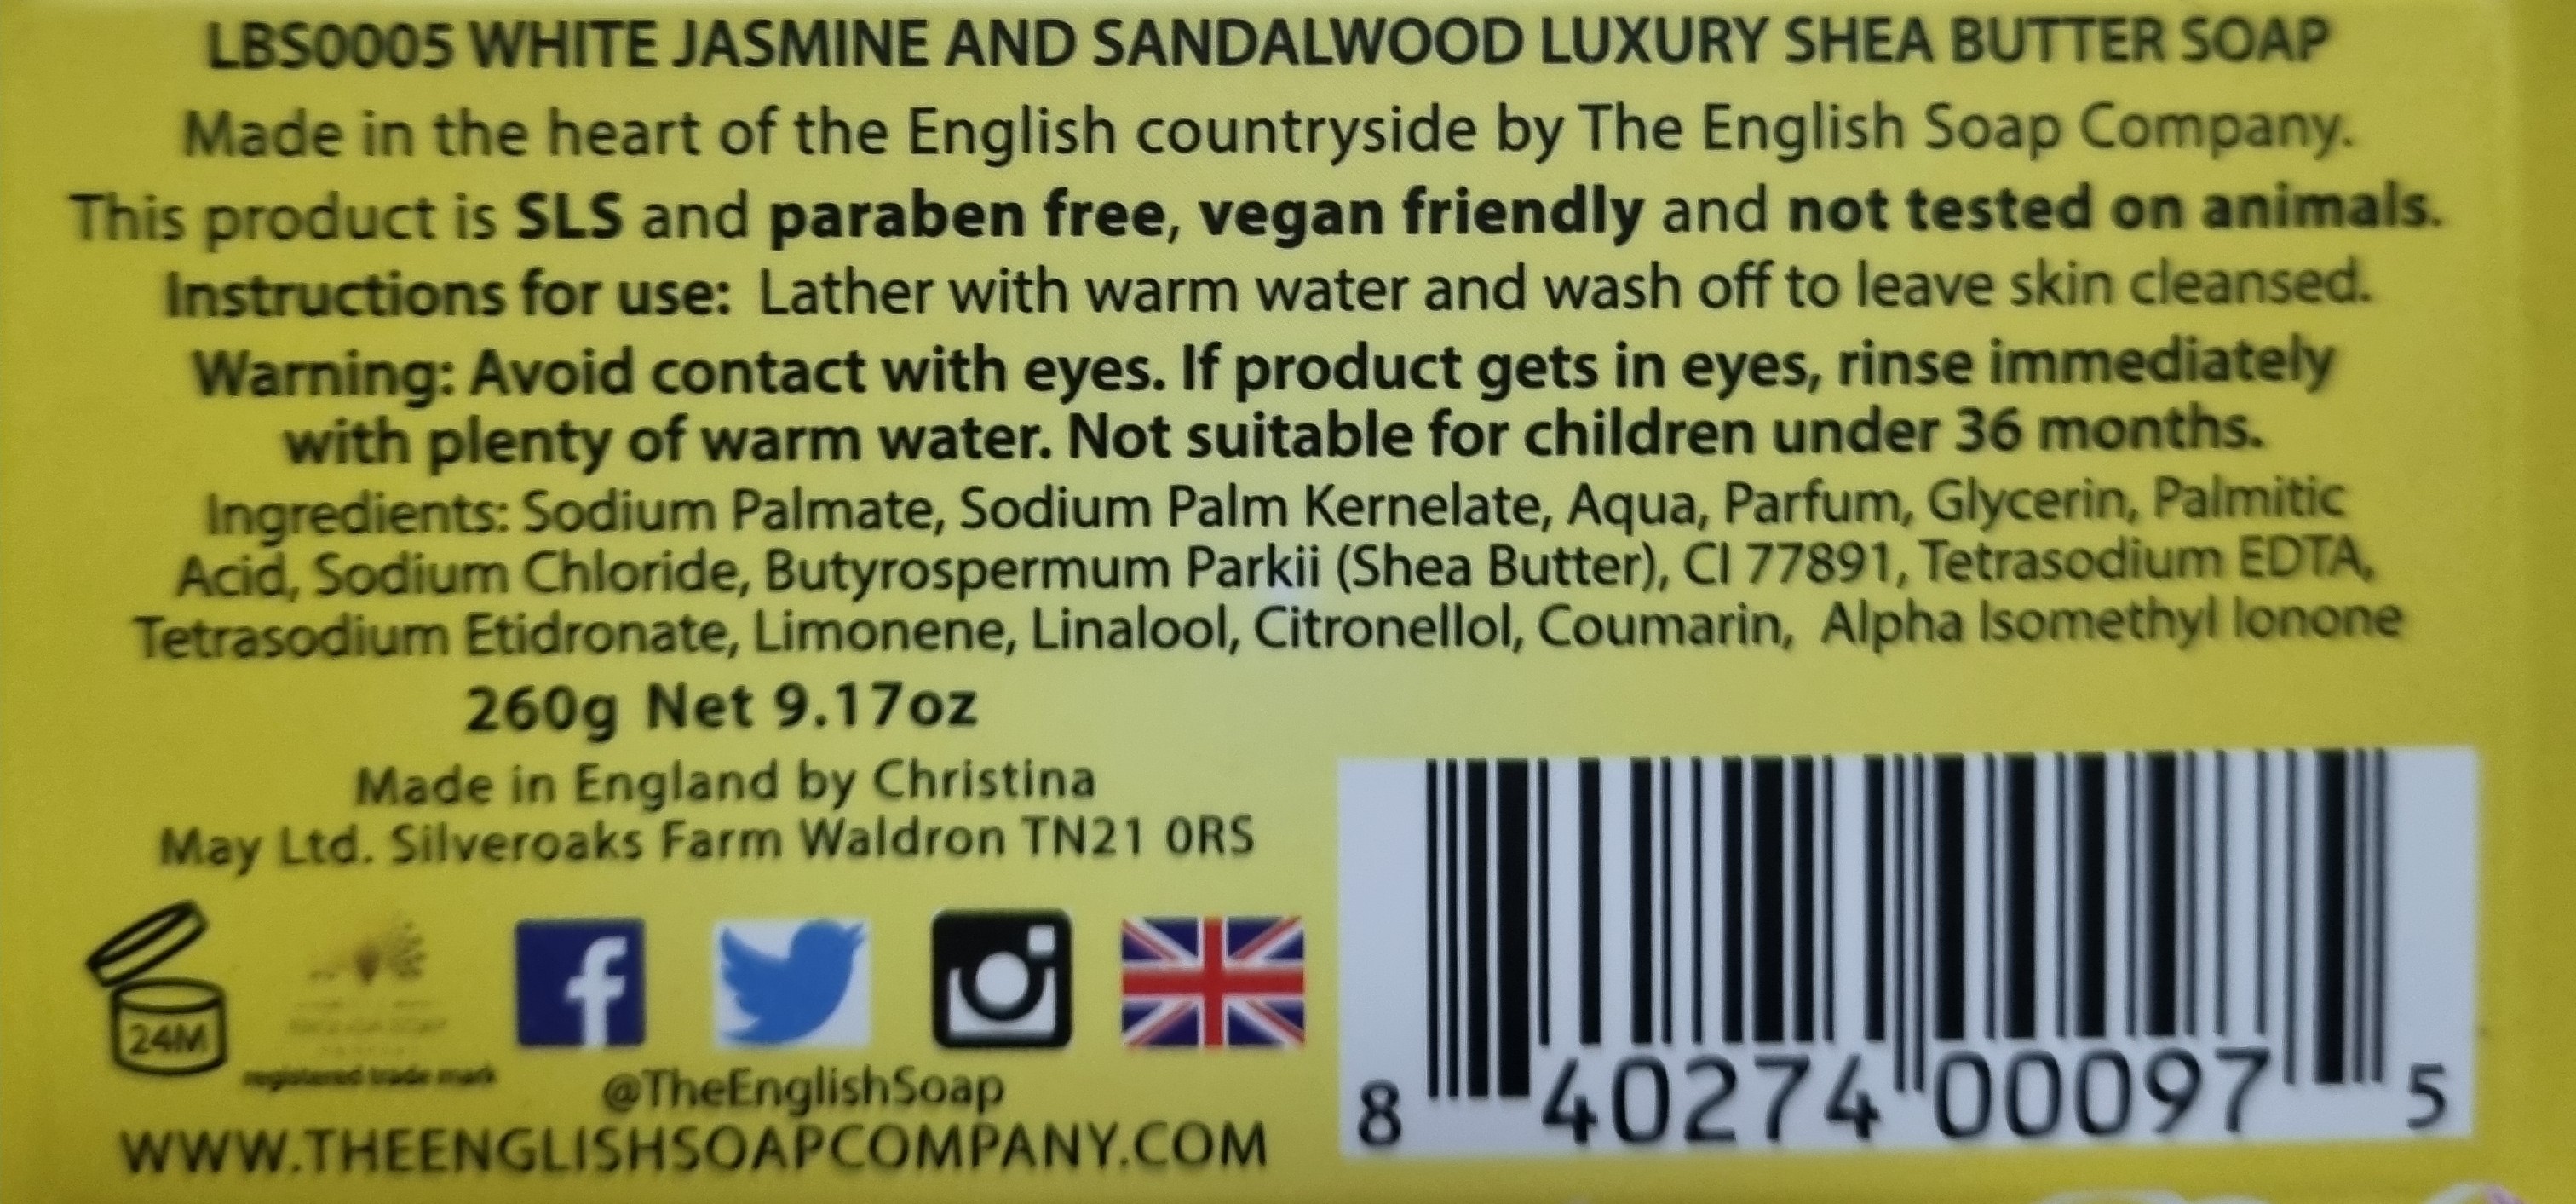 LBS0005 WHITE JASMINE AND SANDALWOOD LUXURY SHEA BUTTER SOAP
Made in the heart of the English countryside by The English Soap Company.
This product is SLS and paraben free, vegan friendly and not tested on animals.
Instructions for use: Lather with warm water and wash off to leave skin cleansed.
Warning: Avoid contact with eyes. If product gets in eyes, rinse immediately
with plenty of warm water. Not suitable for children under 36 months.
Ingredients: Sodium Palmate, Sodium Palm Kernelate, Aqua, Parfum, Glycerin, Palmitic
Acid, Sodium Chloride, Butyrospermum Parkii (Shea Butter), CI 77891, Tetrasodium EDTA,
Tetrasodium Etidronate, Limonene, Linalool, Citronellol, Coumarin, Alpha Isomethyl Ionone
260g Net 9.17oz
Made in England by Christina
May Ltd. Silveroaks Farm Waldron TN21 0RS
24M
registered trade mark
@TheEnglishSoap
WWW.THEENGLISHSOAPCOMPANY.COM
8 40274 00097 5